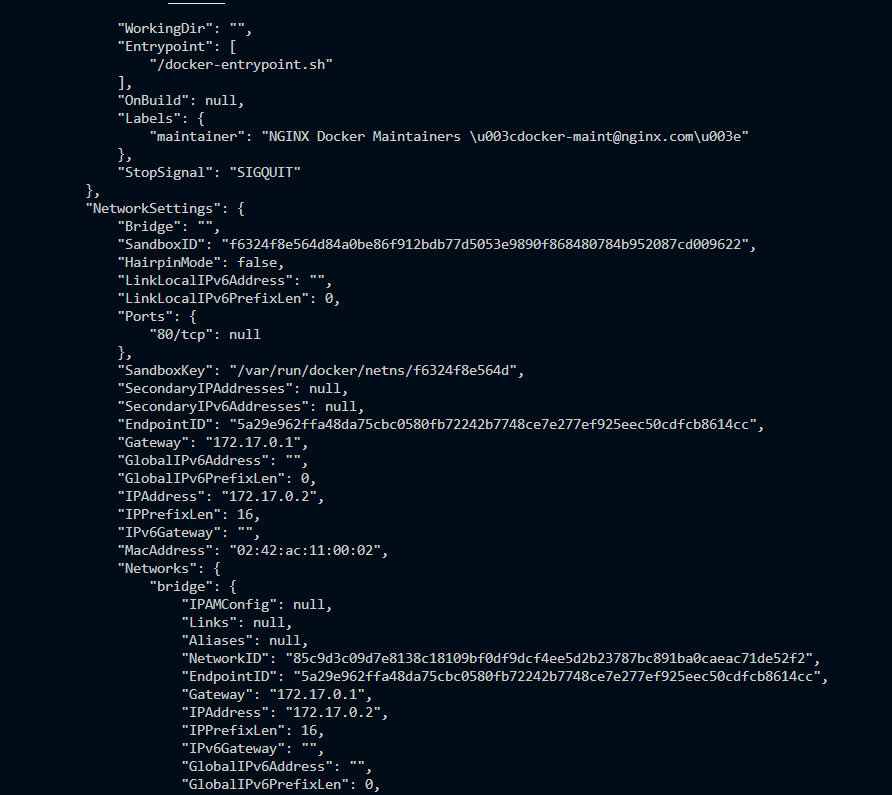 "WorkingDir": "",
"Entrypoint": [
"/docker-entrypoint.sh"
],
"OnBuild": null,
"Labels": {
"maintainer": "NGINX Docker Maintainers \u003cdocker-maint@nginx.com\u003e"
},
"StopSignal": "SIGQUIT"
},
"NetworkSettings": {
"Bridge": "",
"SandboxID": "f6324f8e564d84a0be86f912bdb77d5053e9890f868480784b952087cd009622",
"HairpinMode": false,
"LinkLocalIPv6Address": "",
"LinkLocalIPv6PrefixLen": 0,
"Ports": {
"80/tcp": null
},
"SandboxKey": "/var/run/docker/netns/f6324f8e564d",
"SecondaryIPAddresses": null,
"SecondaryIPv6Addresses": null,
"EndpointID": "5a29e962ffa48da75cbc0580fb72242b7748ce7e277ef925eec50cdfcb8614cc",
"Gateway": "172.17.0.1",
"GlobalIPv6Address": "",
"GlobalIPv6PrefixLen": 0,
"IPAddress": "172.17.0.2",
"IPPrefixLen": 16,
"IPv6Gateway": "",
"MacAddress": "02:42:ac:11:00:02",
"Networks": {
"bridge": {
"IPAMConfig": null,
"Links": null,
"Aliases": null,
"NetworkID": "85c9d3c09d7e8138c18109bf0df9dcf4ee5d2b23787bc891ba0caeac71de52f2",
"EndpointID": "5a29e962ffa48da75cbc0580fb72242b7748ce7e277ef925eec50cdfcb8614cc",
"Gateway": "172.17.0.1",
"IPAddress": "172.17.0.2",
"IPPrefixLen": 16,
"IPv6Gateway": "",
"GlobalIPv6Address": "",
"GlobalIPv6PrefixLen": 0,